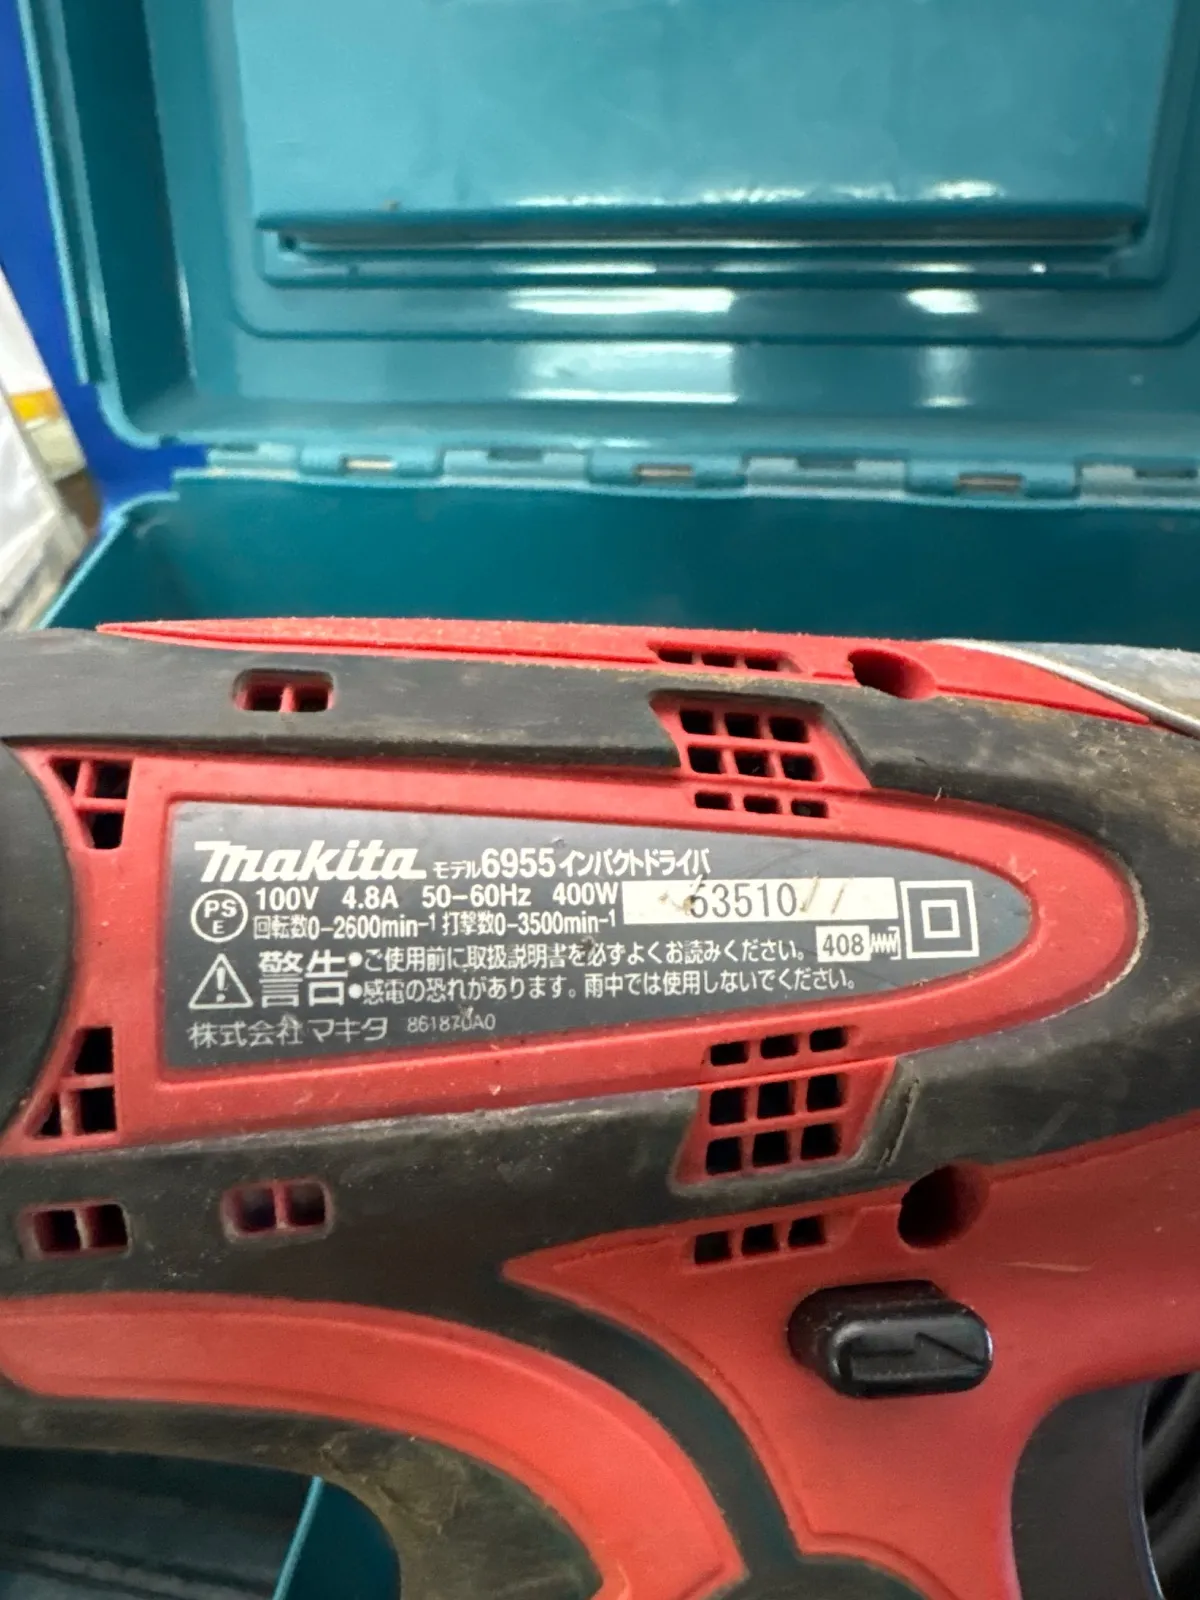 makita モデル6955インパクトドライバ
PS
E
100V 4.8A 50-60Hz 400W
53510
回転数0-2600min-1 打撃数0-3500min-1
408
警告
•ご使用前に取扱説明書を必ずよくお読みください。
•感電の恐れがあります。雨中では使用しないでください。
株式会社マキタ 861870A0